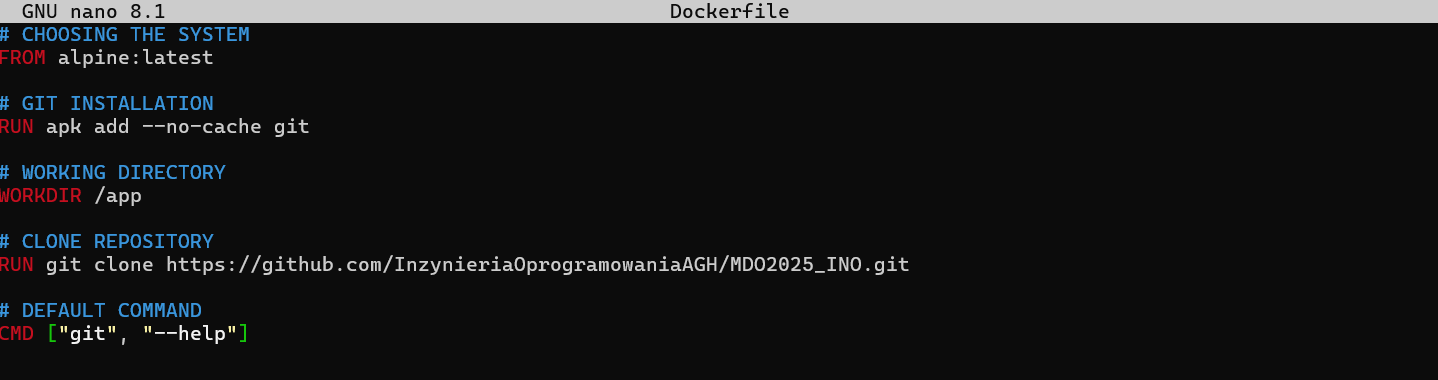 GNU nano 8.1 Dockerfile
# CHOOSING THE SYSTEM
FROM alpine:latest
# GIT INSTALLATION
RUN apk add --no-cache git
# WORKING DIRECTORY
WORKDIR /app
# CLONE REPOSITORY
RUN git clone https://github.com/InzynieriaOprogramowaniaAGH/MDO2025_INO.git
# DEFAULT COMMAND
CMD ["git", "--help"]